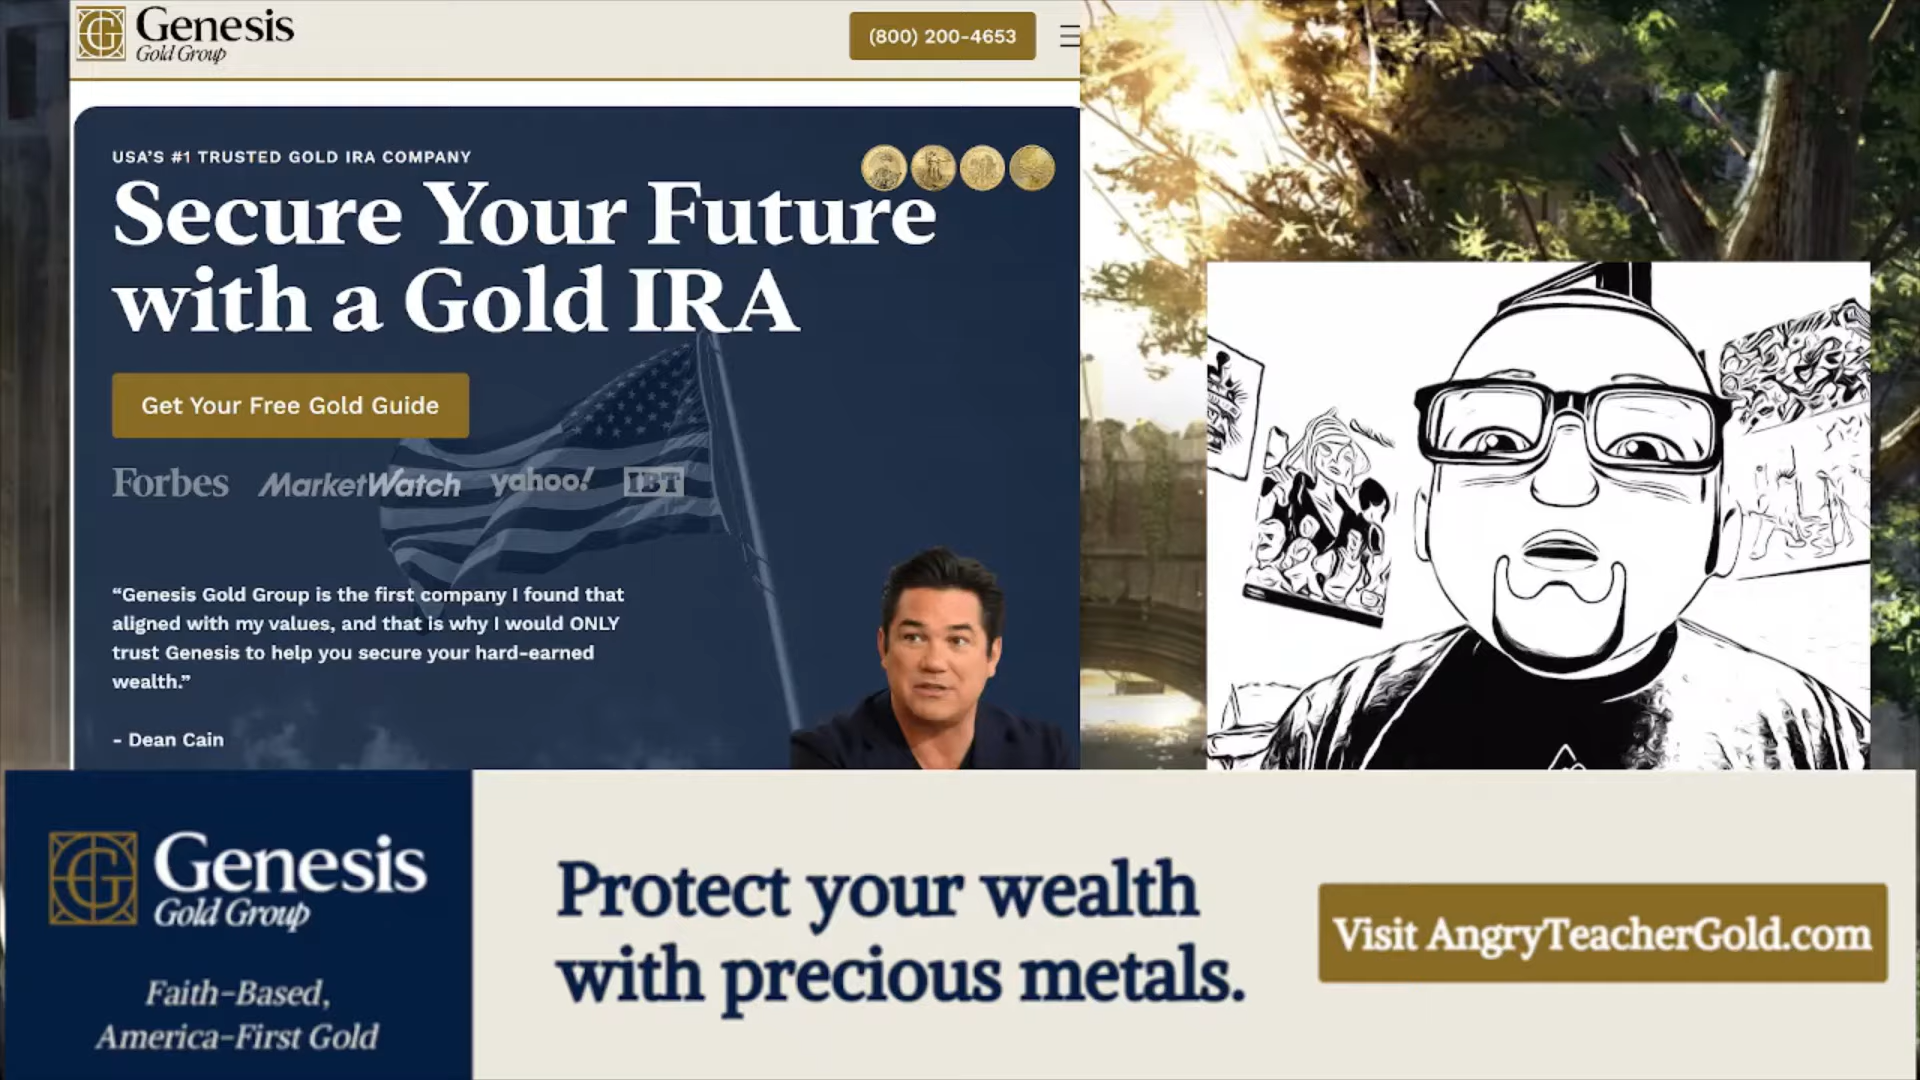 Genesis
Gold Group
(800) 200-4653
USA'S #1 TRUSTED GOLD IRA COMPANY
Secure Your Future
with a Gold IRA
Get Your Free Gold Guide
Forbes MarketWatch yahoo! IBT
“Genesis Gold Group is the first company I found that
aligned with my values, and that is why I would ONLY
trust Genesis to help you secure your hard-earned
wealth.”
- Dean Cain
Genesis
Gold Group
Faith-Based,
America-First Gold
Protect your wealth
with precious metals.
Visit AngryTeacherGold.com